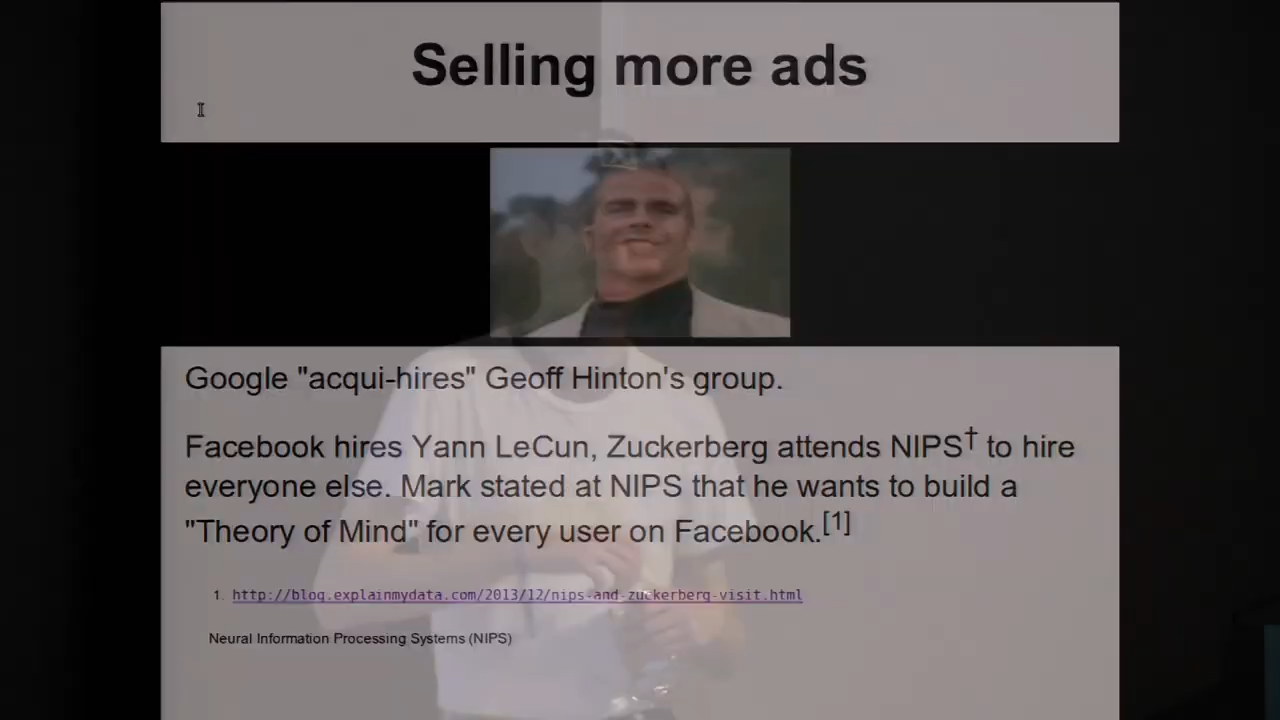 Selling more ads
Google "acqui-hires" Geoff Hinton's group.
Facebook hires Yann LeCun, Zuckerberg attends NIPS† to hire
everyone else. Mark stated at NIPS that he wants to build a
"Theory of Mind" for every user on Facebook.[1]
1. http://blog.explainmydata.com/2013/12/nips-and-zuckerberg-visit.html
Neural Information Processing Systems (NIPS)